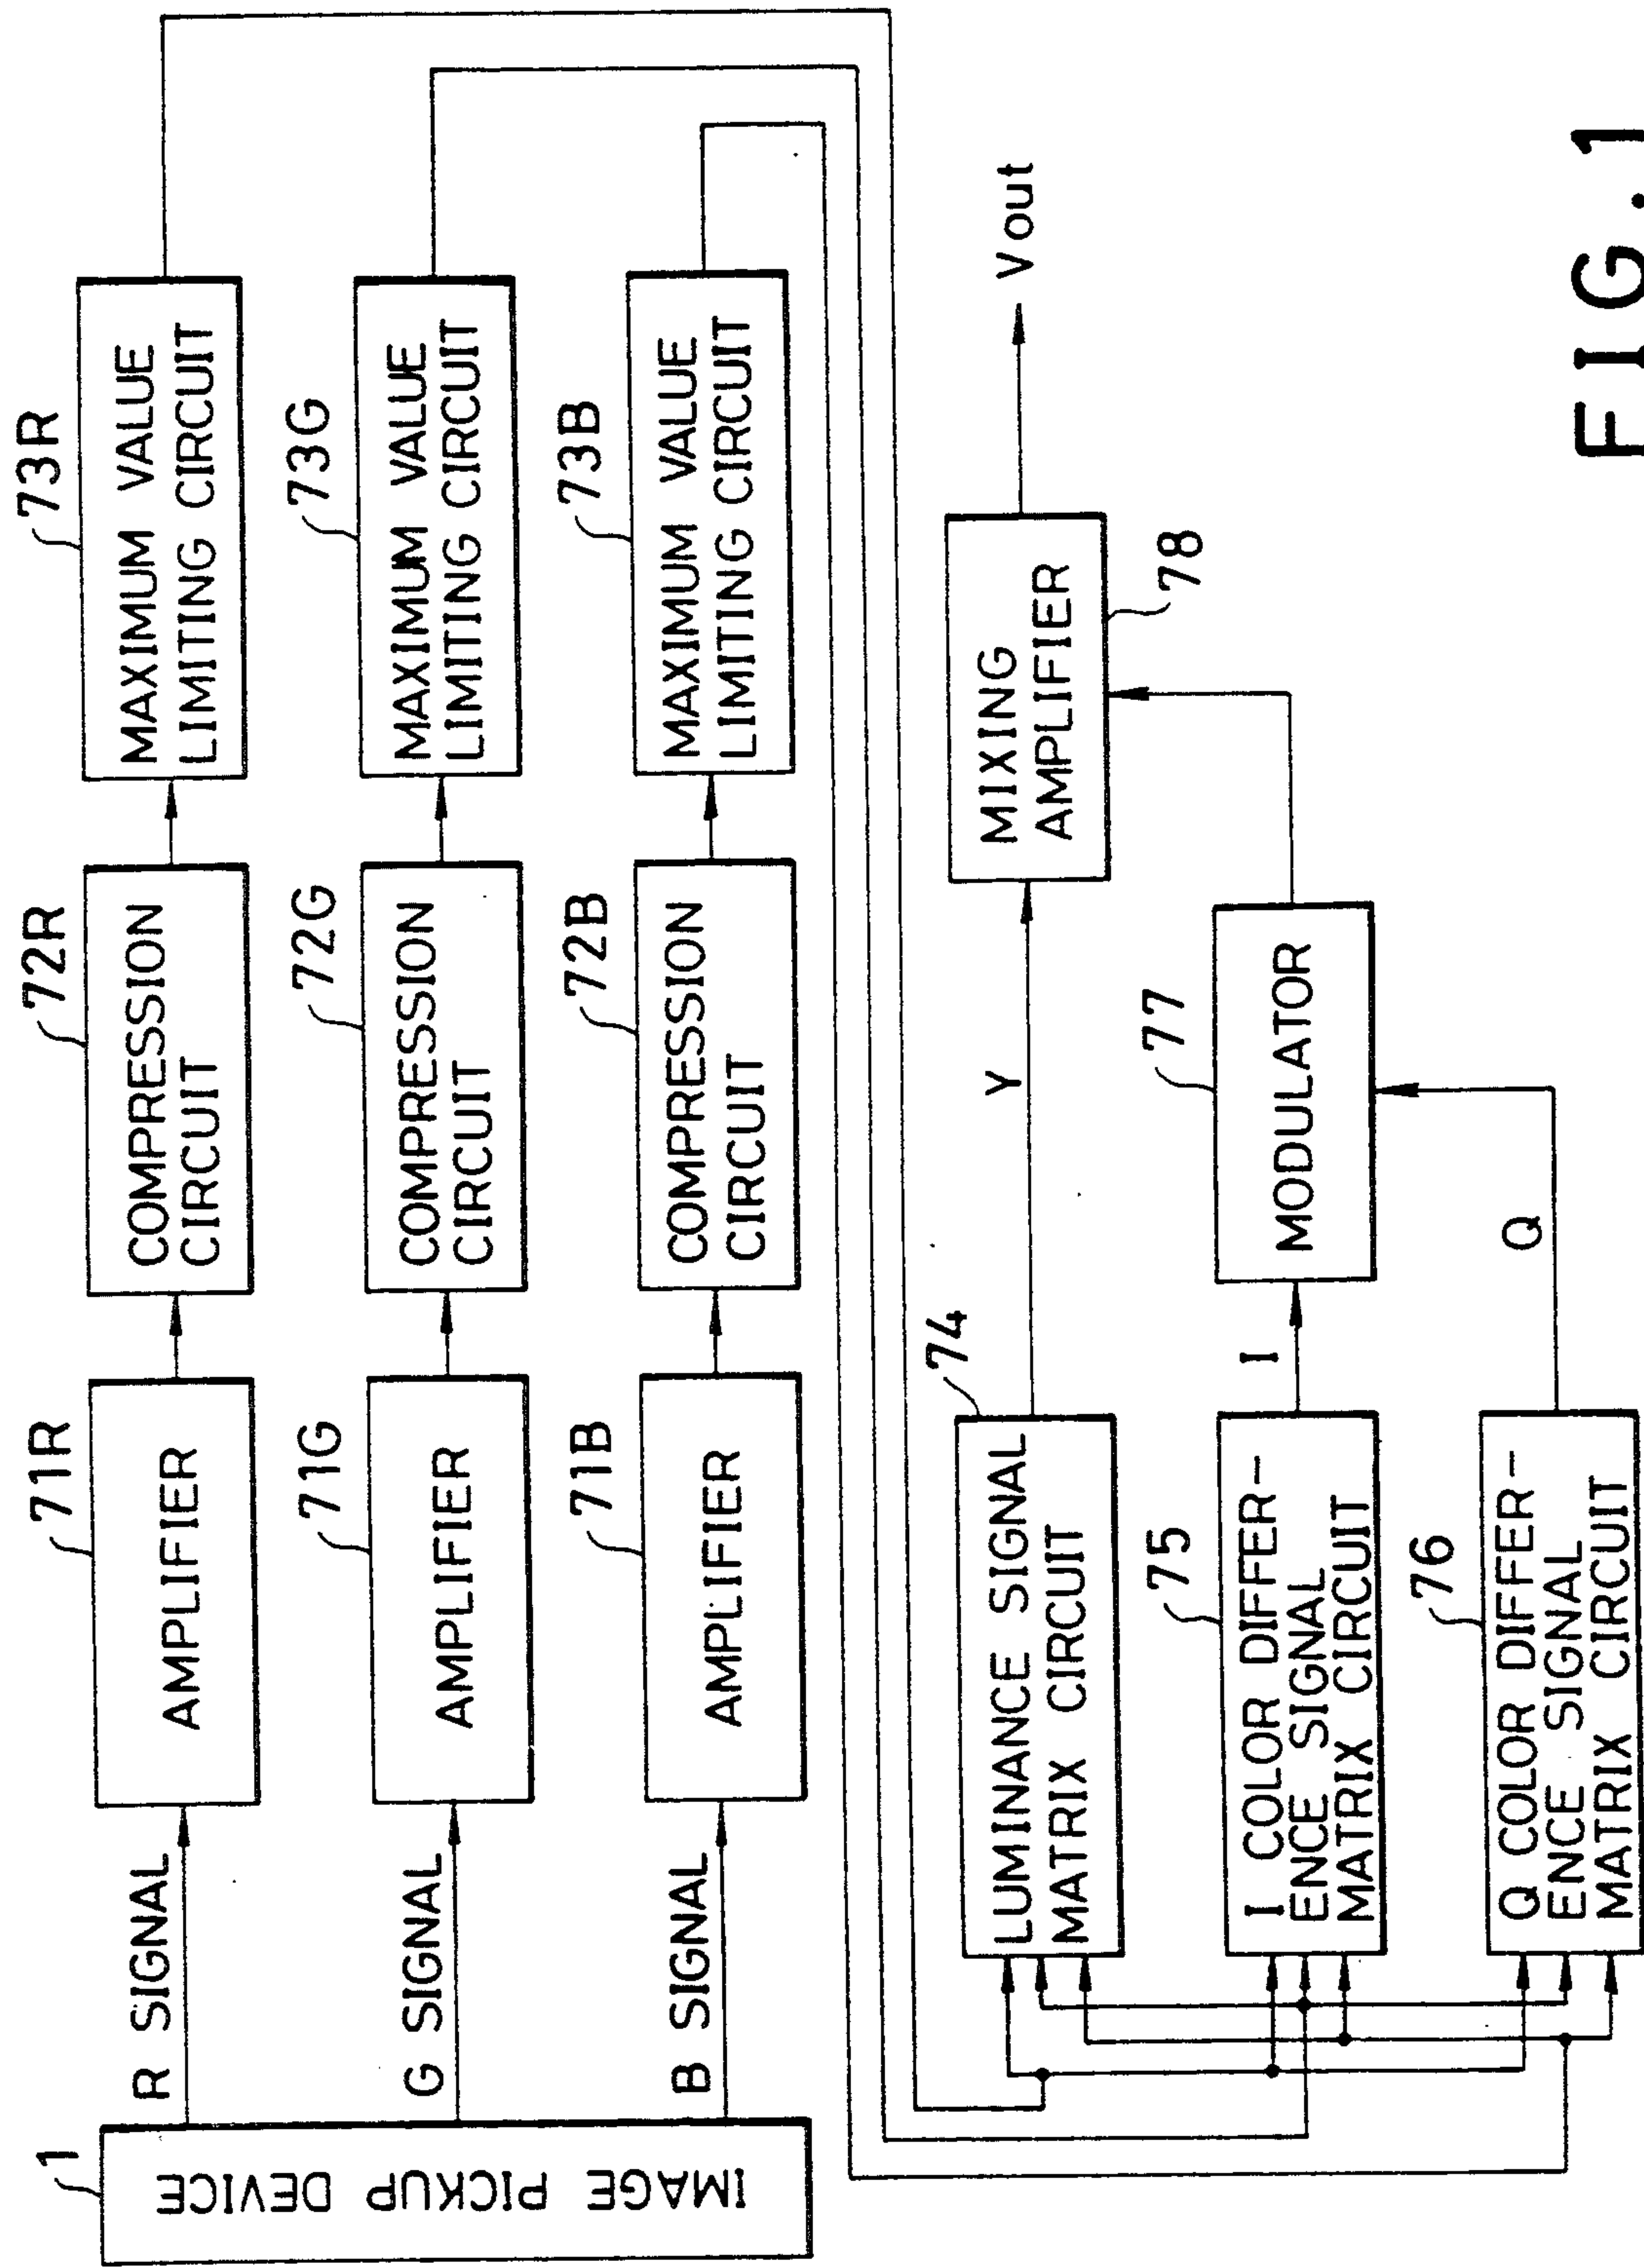 1
IMAGE PICKUP DEVICE
R SIGNAL
71R
AMPLIFIER
72R
COMPRESSION
CIRCUIT
73R
MAXIMUM VALUE
LIMITING CIRCUIT
G SIGNAL
71G
AMPLIFIER
72G
COMPRESSION
CIRCUIT
73G
MAXIMUM VALUE
LIMITING CIRCUIT
B SIGNAL
71B
AMPLIFIER
72B
COMPRESSION
CIRCUIT
73B
MAXIMUM VALUE
LIMITING CIRCUIT
74
LUMINANCE SIGNAL
MATRIX CIRCUIT
Y
MIXING
AMPLIFIER
78
Vout
75
I COLOR DIFFER-
ENCE SIGNAL
MATRIX CIRCUIT
I
77
MODULATOR
76
Q COLOR DIFFER-
ENCE SIGNAL
MATRIX CIRCUIT
Q
FIG.1